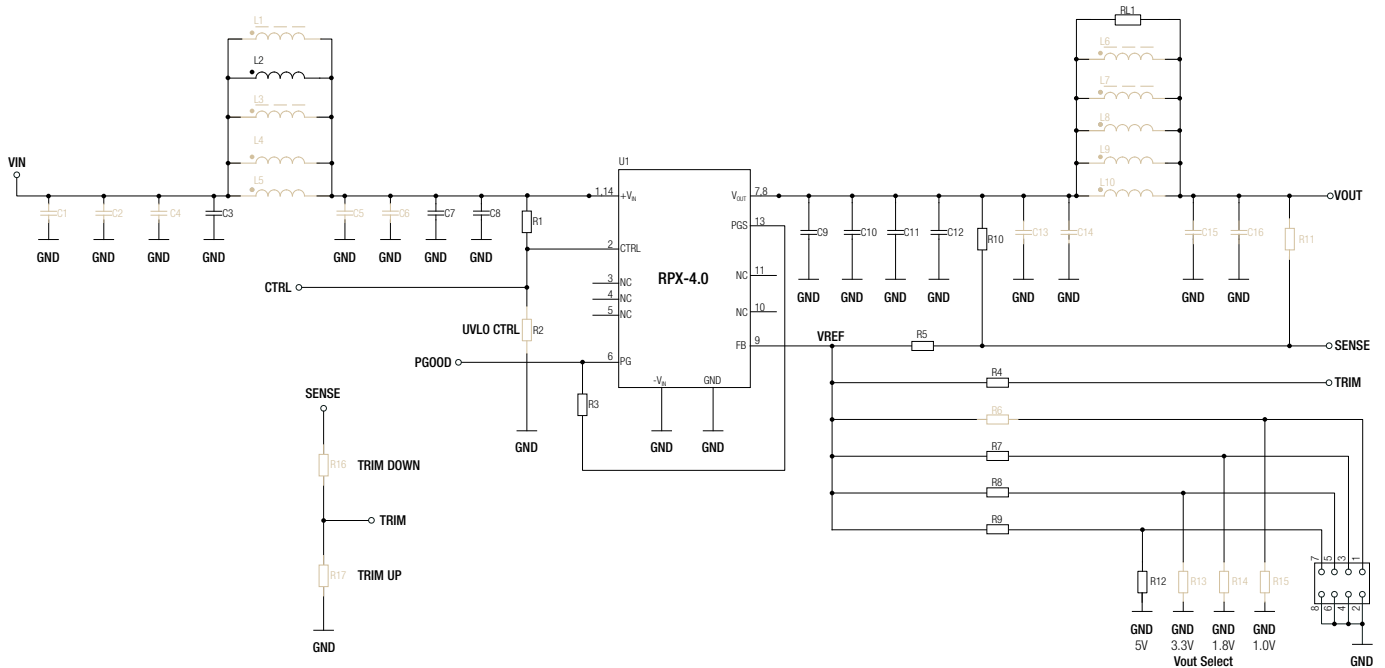 L1
L2
L3
L4
L5
RL1
L6
L7
L8
L9
L10
VIN
C1
GND
C2
GND
C4
GND
C3
GND
C5
GND
C6
GND
C7
GND
C8
GND
R1
U1
1,14
+VIN
2
CTRL
3
NC
4
NC
5
NC
6
PG
RPX-4.0
VOUT
7,8
PGS
13
NC
11
NC
10
FB
9
-VIN
GND
GND
GND
CTRL
UVLO CTRL
R2
GND
PGOOD
R3
C9
GND
C10
GND
C11
GND
C12
GND
R10
C13
GND
C14
GND
C15
GND
C16
GND
R11
VOUT
VREF
R5
SENSE
R4
TRIM
R6
R7
R8
R9
SENSE
R16
TRIM DOWN
TRIM
R17
TRIM UP
GND
R12
R13
R14
R15
GND
GND
GND
GND
5V
3.3V
1.8V
1.0V
Vout Select
7
5
3
1
8
6
4
2
GND